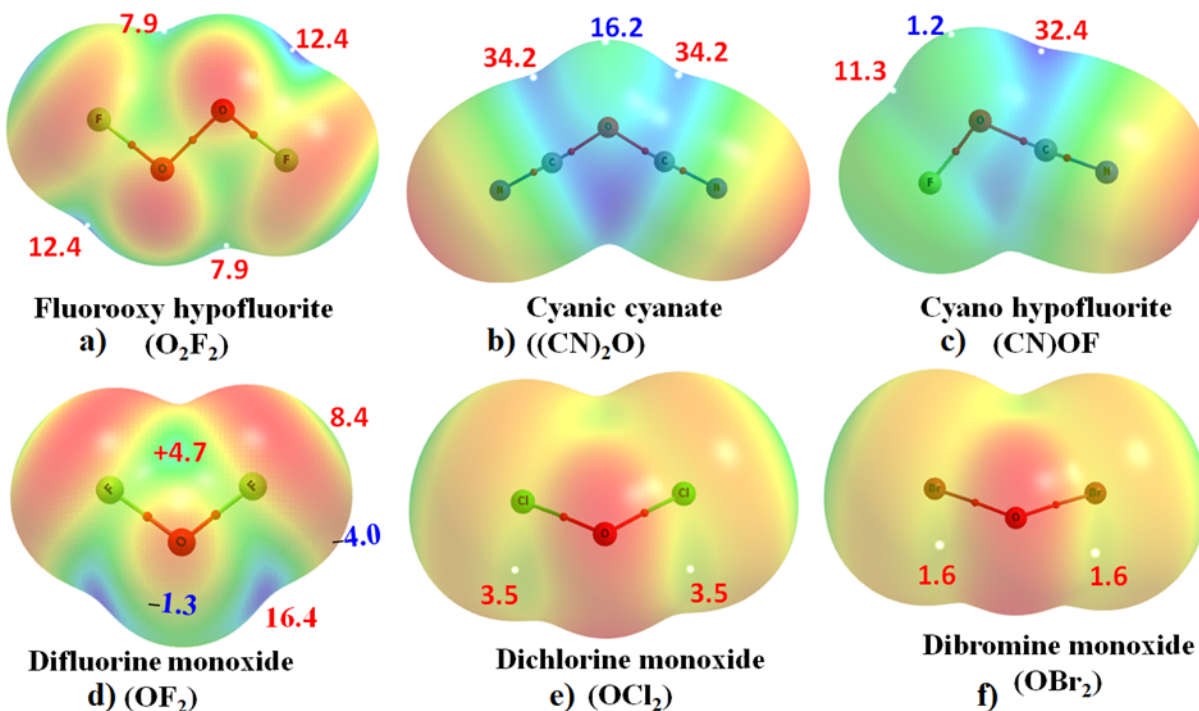 7.9
12.4
F
O
O
F
12.4
7.9
Fluorooxy hypofluorite
a) (O₂F₂)
16.2
34.2
34.2
O
C
C
N
N
Cyanic cyanate
b) ((CN)₂O)
1.2
32.4
11.3
O
C
N
F
Cyano hypofluorite
c) (CN)OF
8.4
+4.7
F
F
O
–4.0
–1.3
16.4
Difluorine monoxide
d) (OF₂)
Cl
Cl
O
3.5
3.5
Dichlorine monoxide
e) (OCl₂)
Br
Br
O
1.6
1.6
Dibromine monoxide
f) (OBr₂)